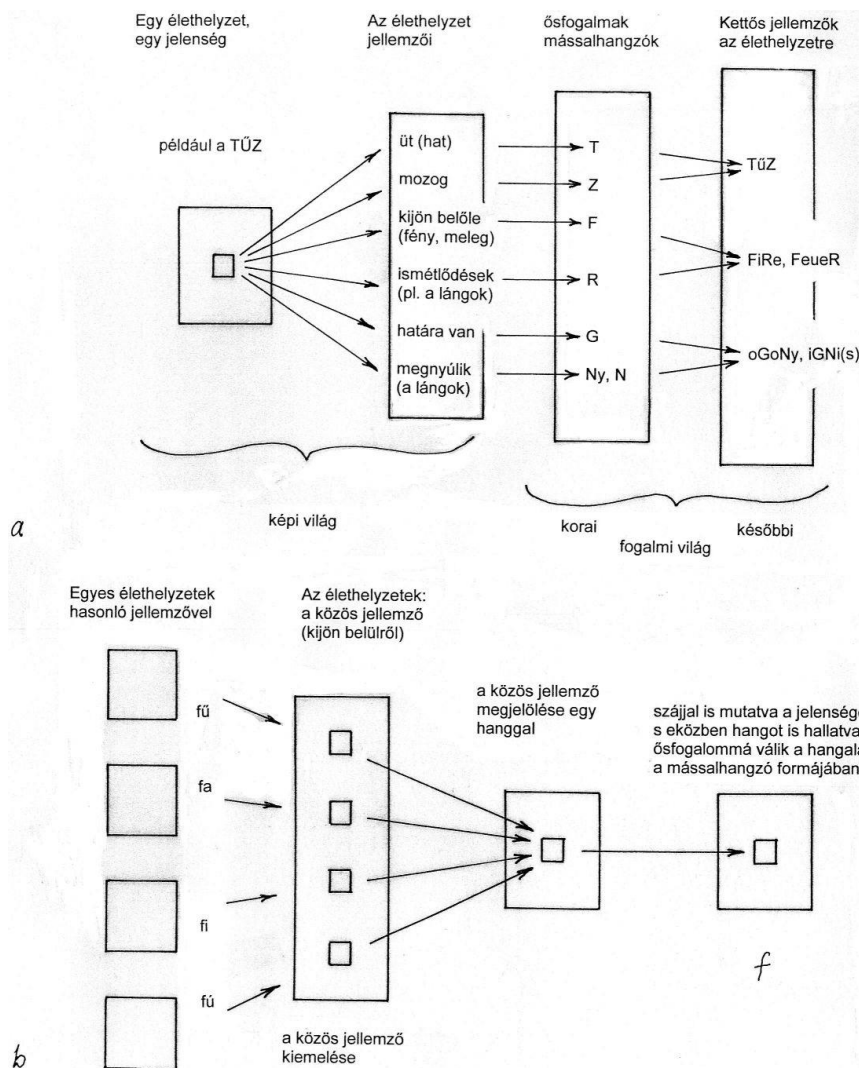 Egy élethelyzet,
egy jelenség
Az élethelyzet
jellemzői
ősfogalmak
mássalhangzók
Kettős jellemzők
az élethelyzetre
például a TŰZ
üt (hat)
mozog
kijön belőle
(fény, meleg)
ismétlődések
(pl. a lángok)
határa van
megnyúlik
(a lángok)
T
Z
F
R
G
Ny, N
TűZ
FiRe, FeueR
oGoNy, iGNi(s)
képi világ
korai
későbbi
fogalmi világ
a
Egyes élethelyzetek
hasonló jellemzővel
Az élethelyzetek:
a közös jellemző
(kijön belülről)
a közös jellemző
megjelölése egy
hanggal
szájjal is mutatva a
s eközben hangot is
ősfogalommá válik a
a mássalhangzó formájában
fű
fa
fi
fú
f
a közös jellemző
kiemelése
b